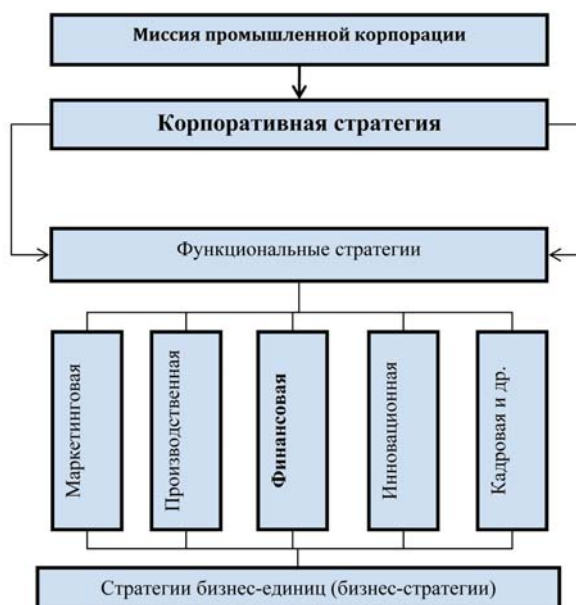 Миссия промышленной корпорации
Корпоративная стратегия
Функциональные стратегии
Маркетинговая
Производственная
Финансовая
Инновационная
Кадровая и др.
Стратегии бизнес-единиц (бизнес-стратегии)